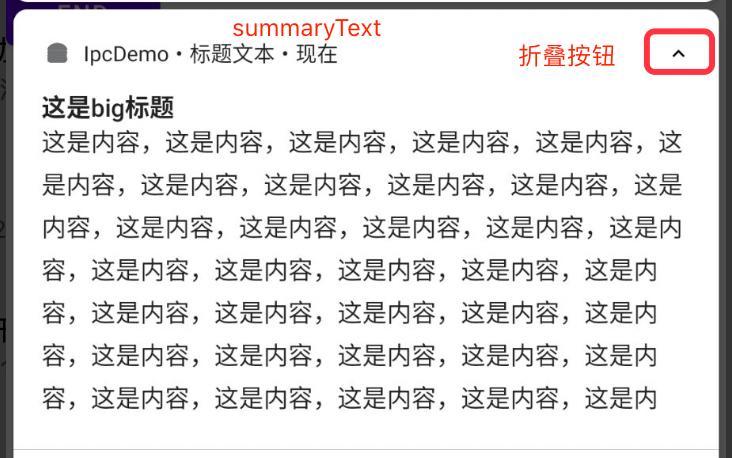 END
summaryText
IpcDemo • 标题文本 • 现在
折叠按钮
这是big标题
这是内容，这是内容，这是内容，这是内容，这是内容，这
是内容，这是内容，这是内容，这是内容，这是内容，这是
内容，这是内容，这是内容，这是内容，这是内容，这是内
容，这是内容，这是内容，这是内容，这是内容，这是内
容，这是内容，这是内容，这是内容，这是内容，这是内
容，这是内容，这是内容，这是内容，这是内容，这是内
容，这是内容，这是内容，这是内容，这是内容，这是内